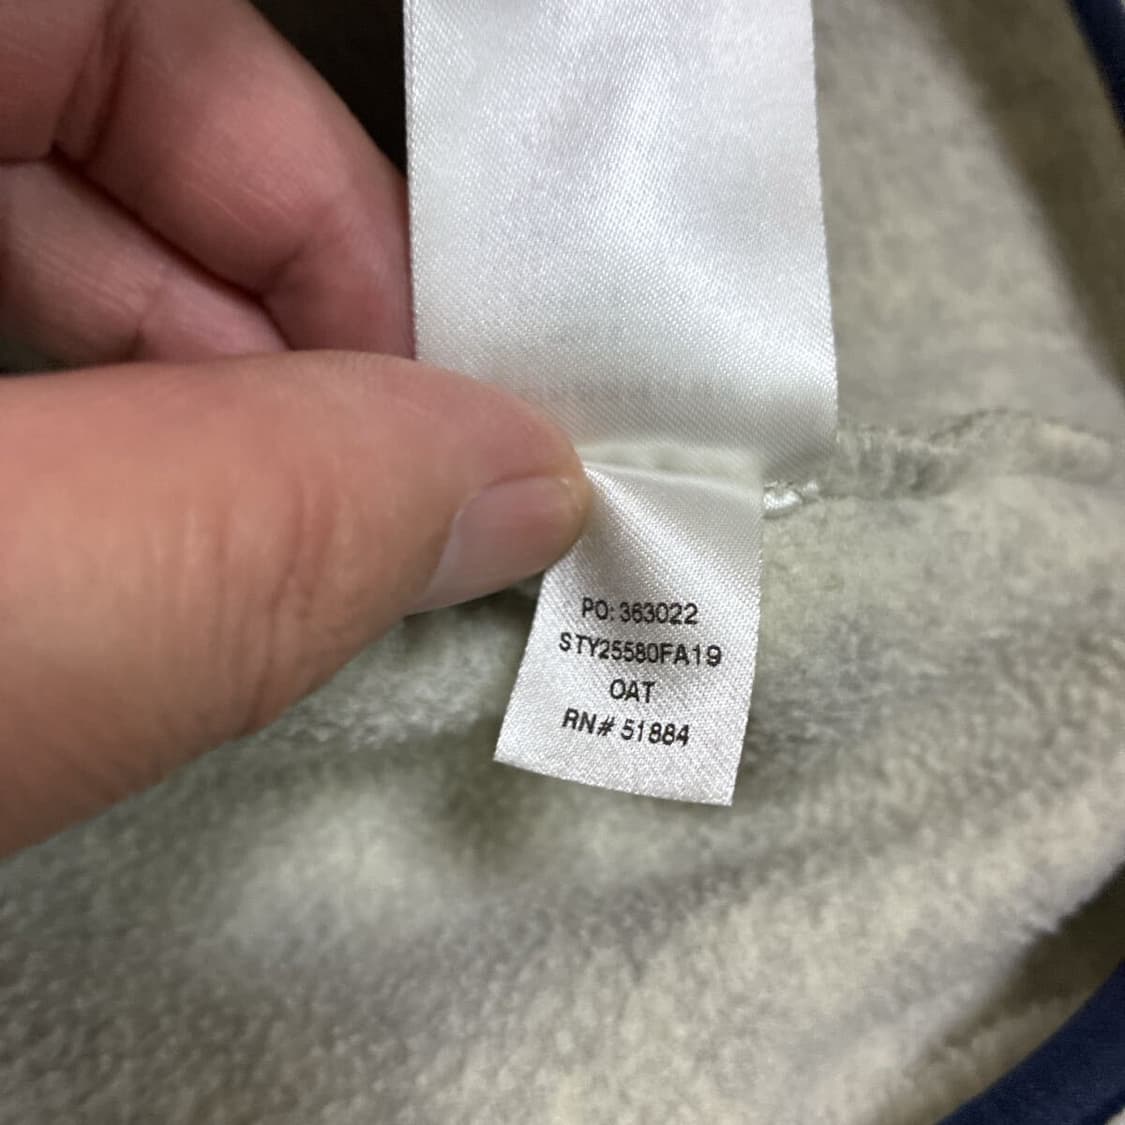 PO: 363022
STY25580FA19
OAT
RN# 51884